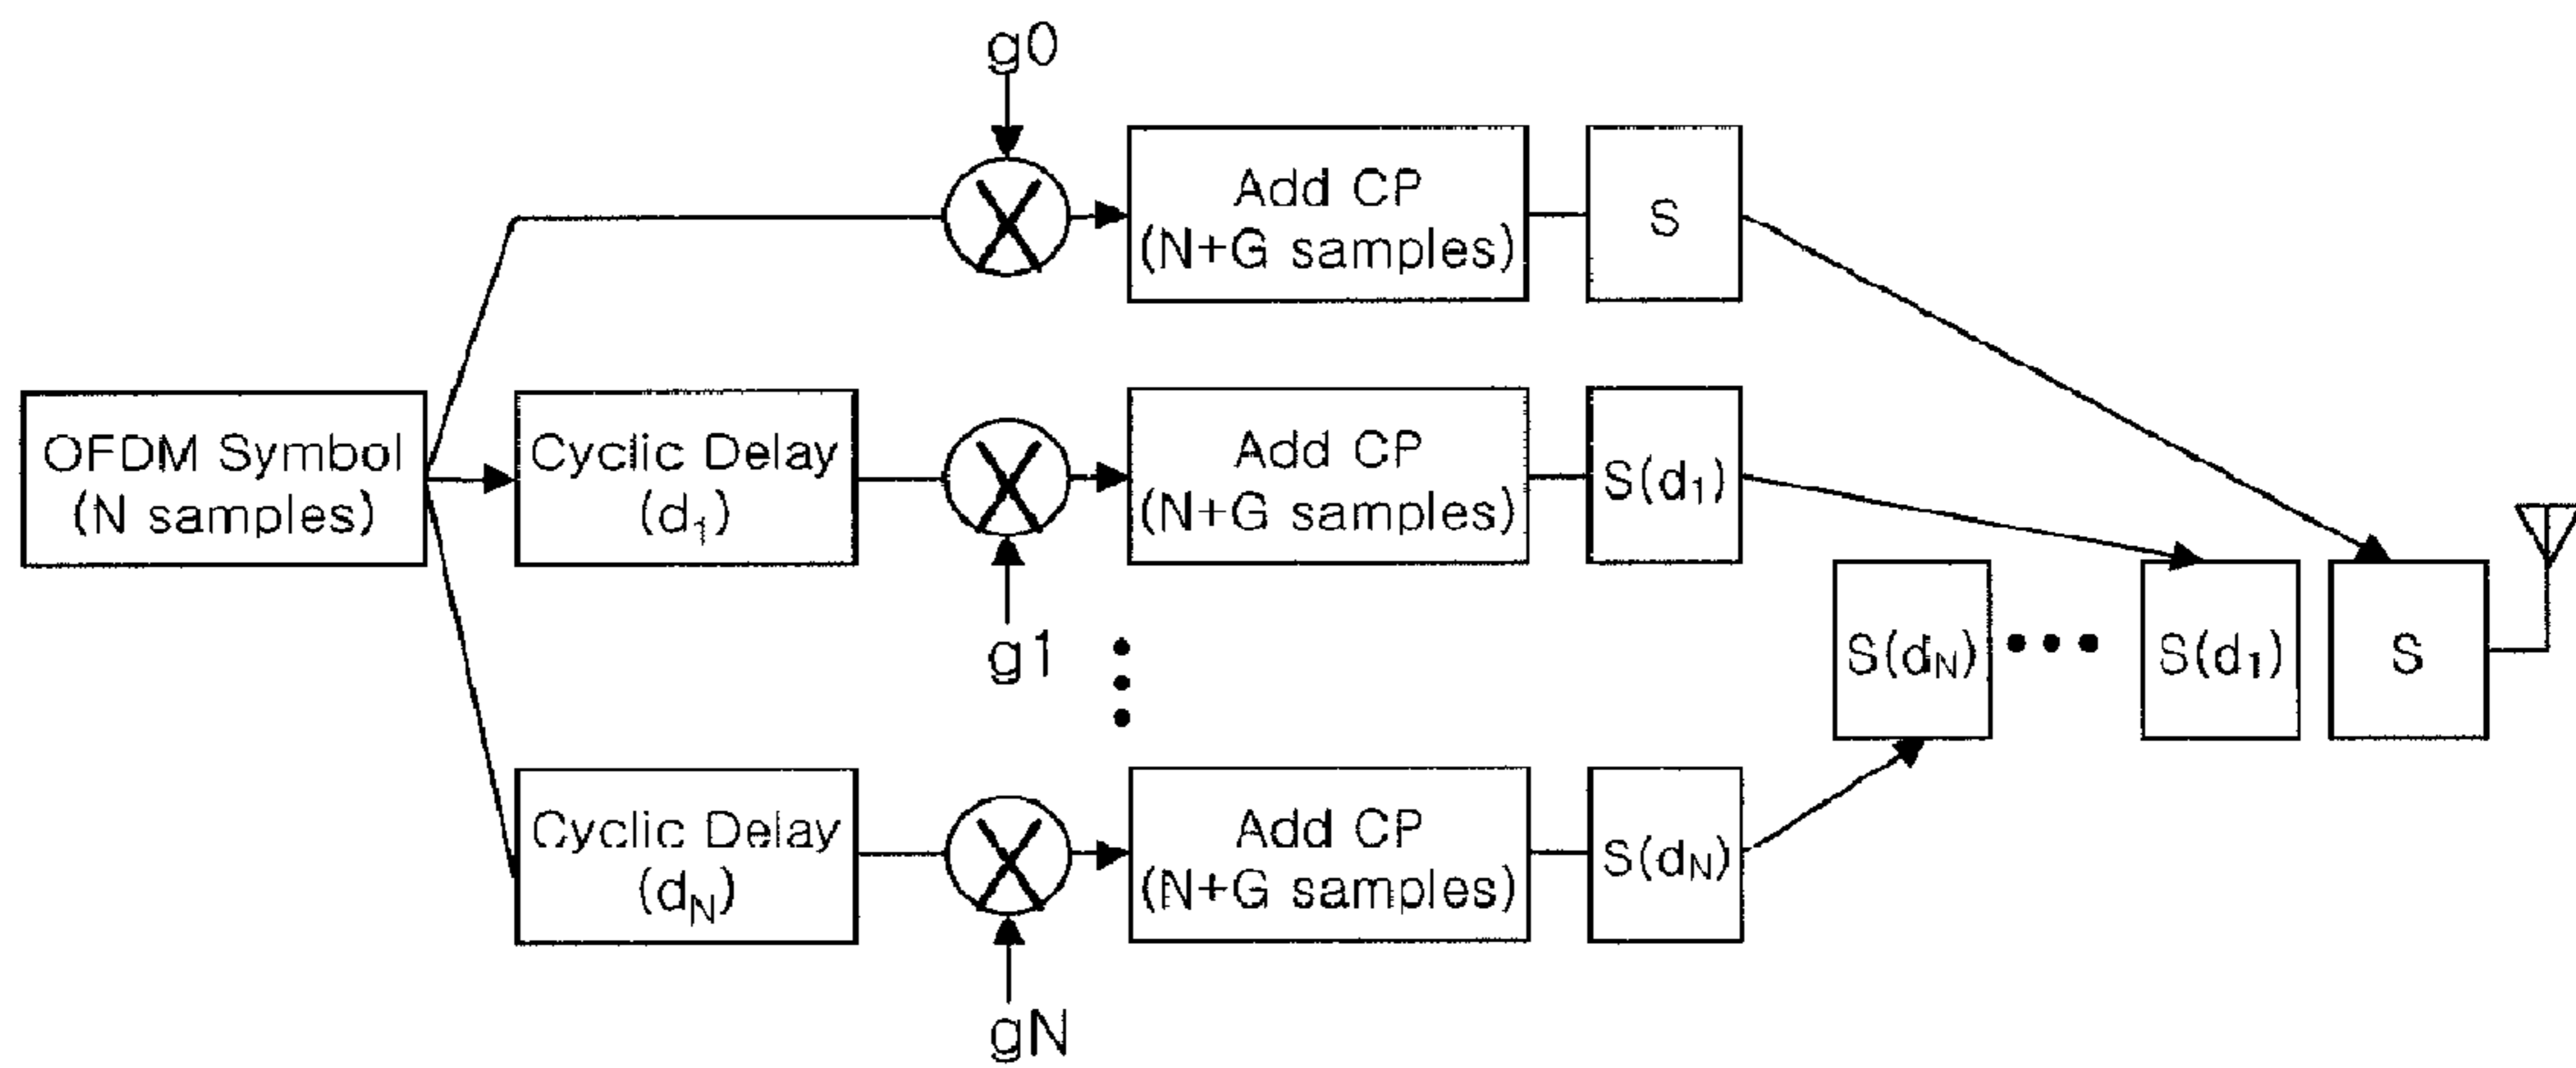 g0
Add CP
(N+G samples)
S
OFDM Symbol
(N samples)
Cyclic Delay
(d1)
g1
Add CP
(N+G samples)
S(d1)
S(dN)
S(d1)
S
Cyclic Delay
(dN)
gN
Add CP
(N+G samples)
S(dN)